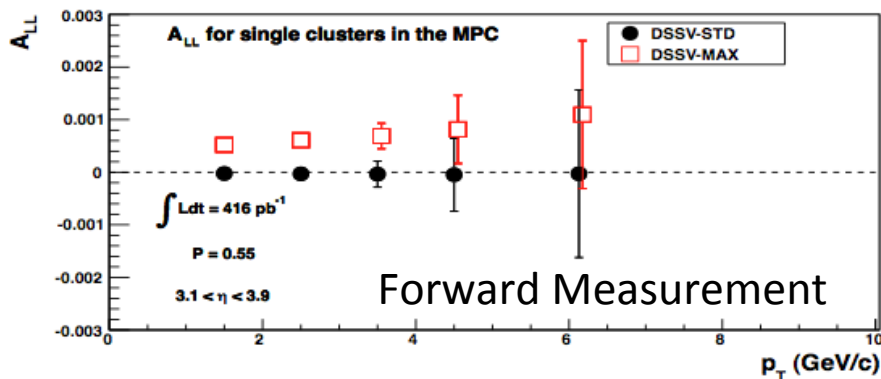 A_LL
A_LL for single clusters in the MPC
DSSV-STD
DSSV-MAX
0.003
0.002
0.001
0
-0.001
-0.002
-0.003
∫ Ldt = 416 pb⁻¹
P = 0.55
3.1 < η < 3.9
Forward Measurement
0 2 4 6 8 10
p_T (GeV/c)